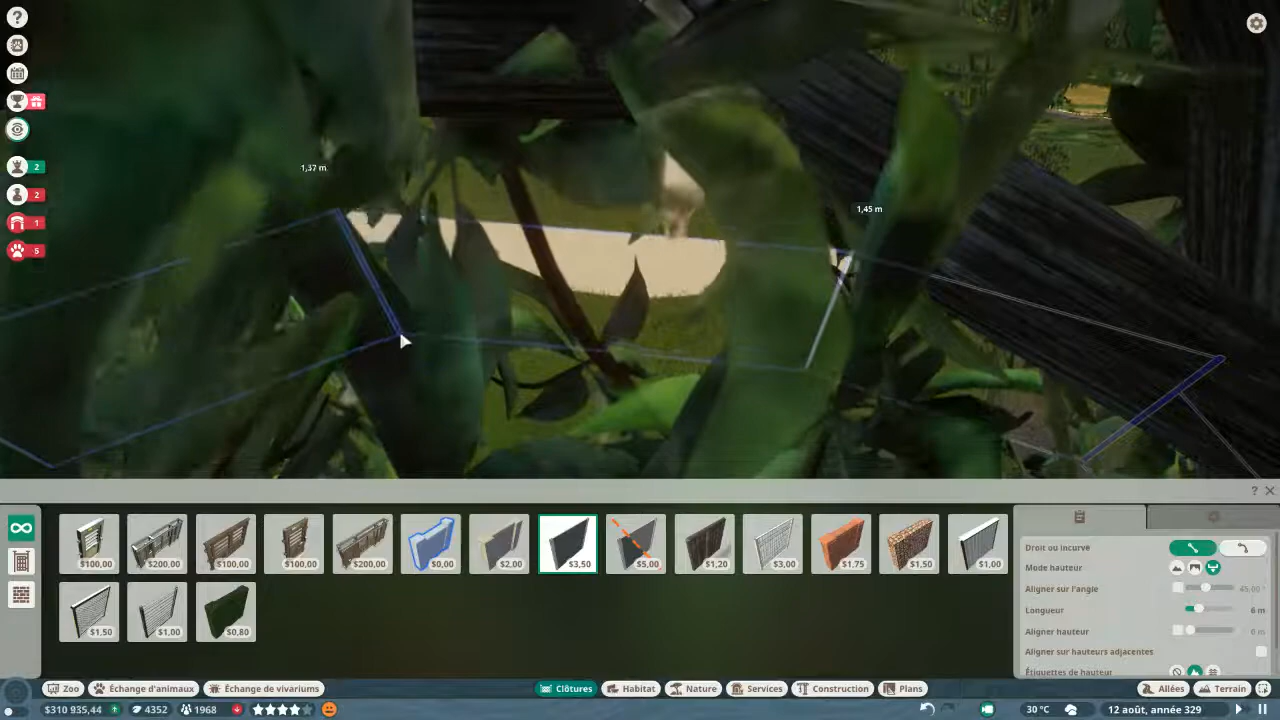 ?
2
2
1
5
1,37 m
1,45 m
? ×
$100,00 $200,00 $100,00 $100,00 $200,00 $0,00 $2,00 $3,50 $5,00 $1,20 $3,00 $1,75 $1,50 $1,00
$1,50 $1,00 $0,80
Droit ou incurvé
Mode hauteur
Aligner sur l'angle 45,00 °
Longueur 6 m
Aligner hauteur 0 m
Aligner sur hauteurs adjacentes
Étiquettes de hauteur
Zoo Échange d'animaux Échange de vivariums Clôtures Habitat Nature Services Construction Plans Allées Terrain
$310 935,44 4352 1968 30 °C 12 août, année 329